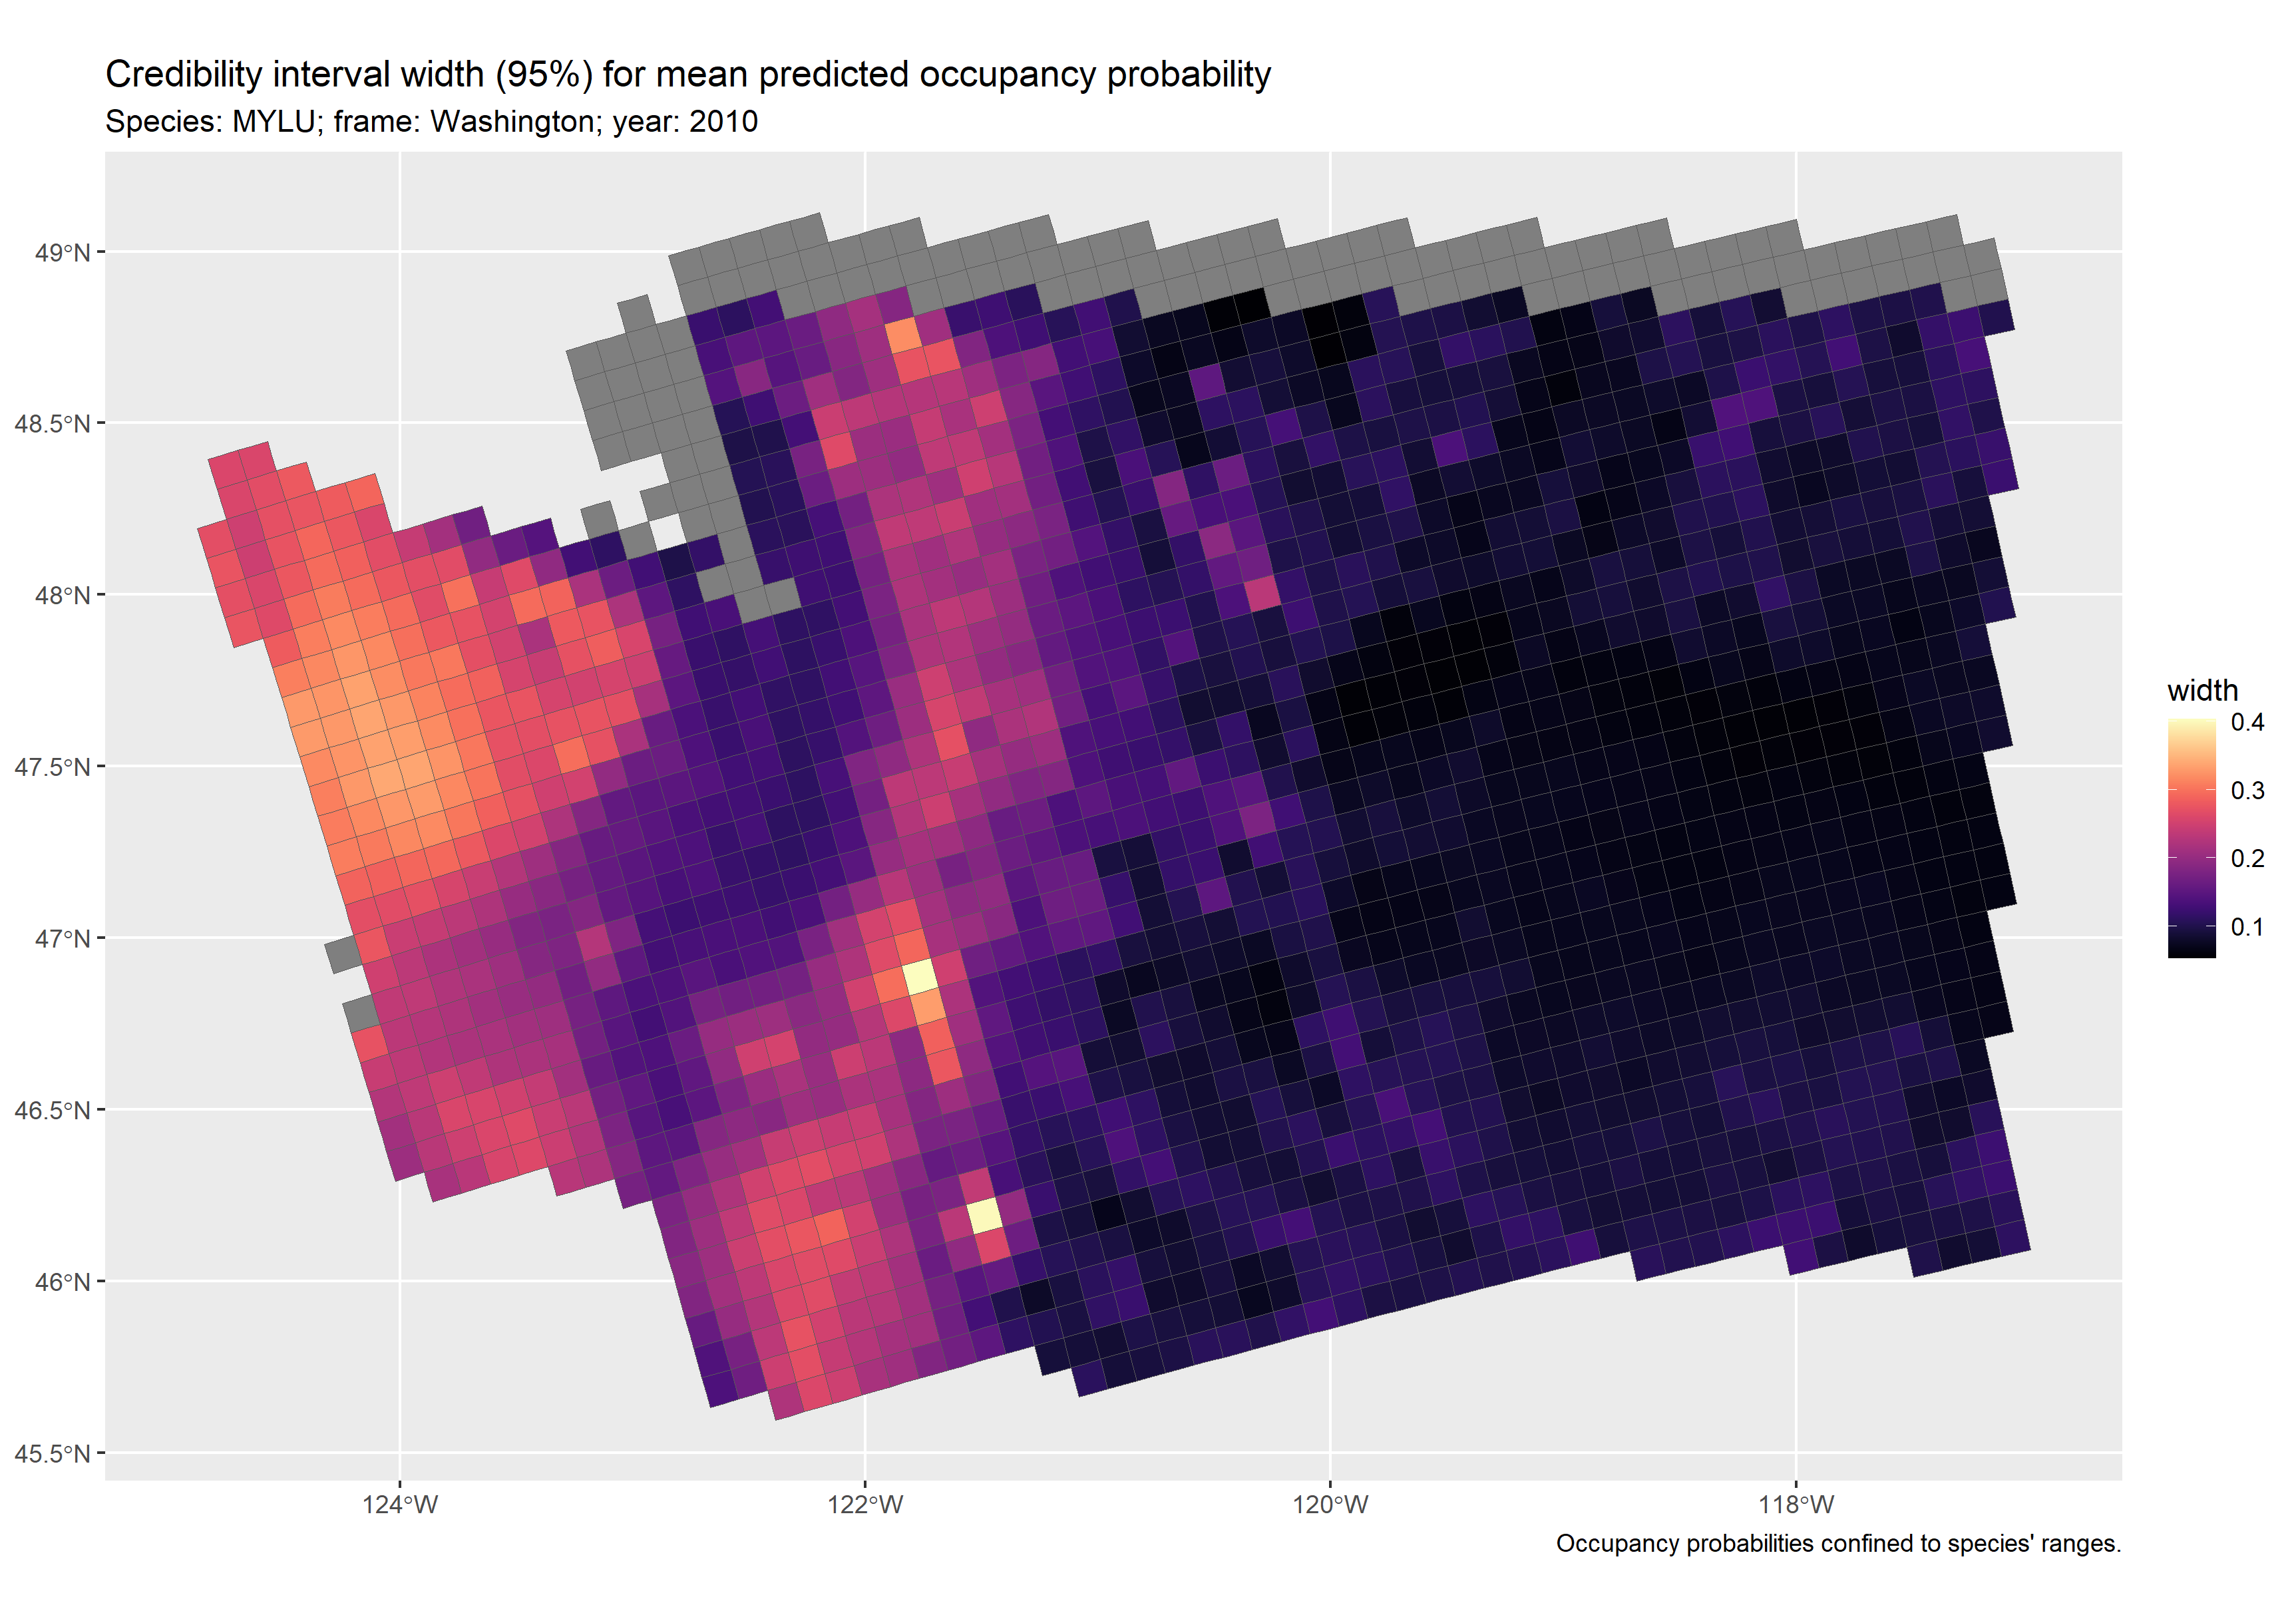 Credibility interval width (95%) for mean predicted occupancy probability
Species: MYLU; frame: Washington; year: 2010
49°N
48.5°N
48°N
47.5°N
47°N
46.5°N
46°N
45.5°N
124°W
122°W
120°W
118°W
width
0.4
0.3
0.2
0.1
Occupancy probabilities confined to species' ranges.